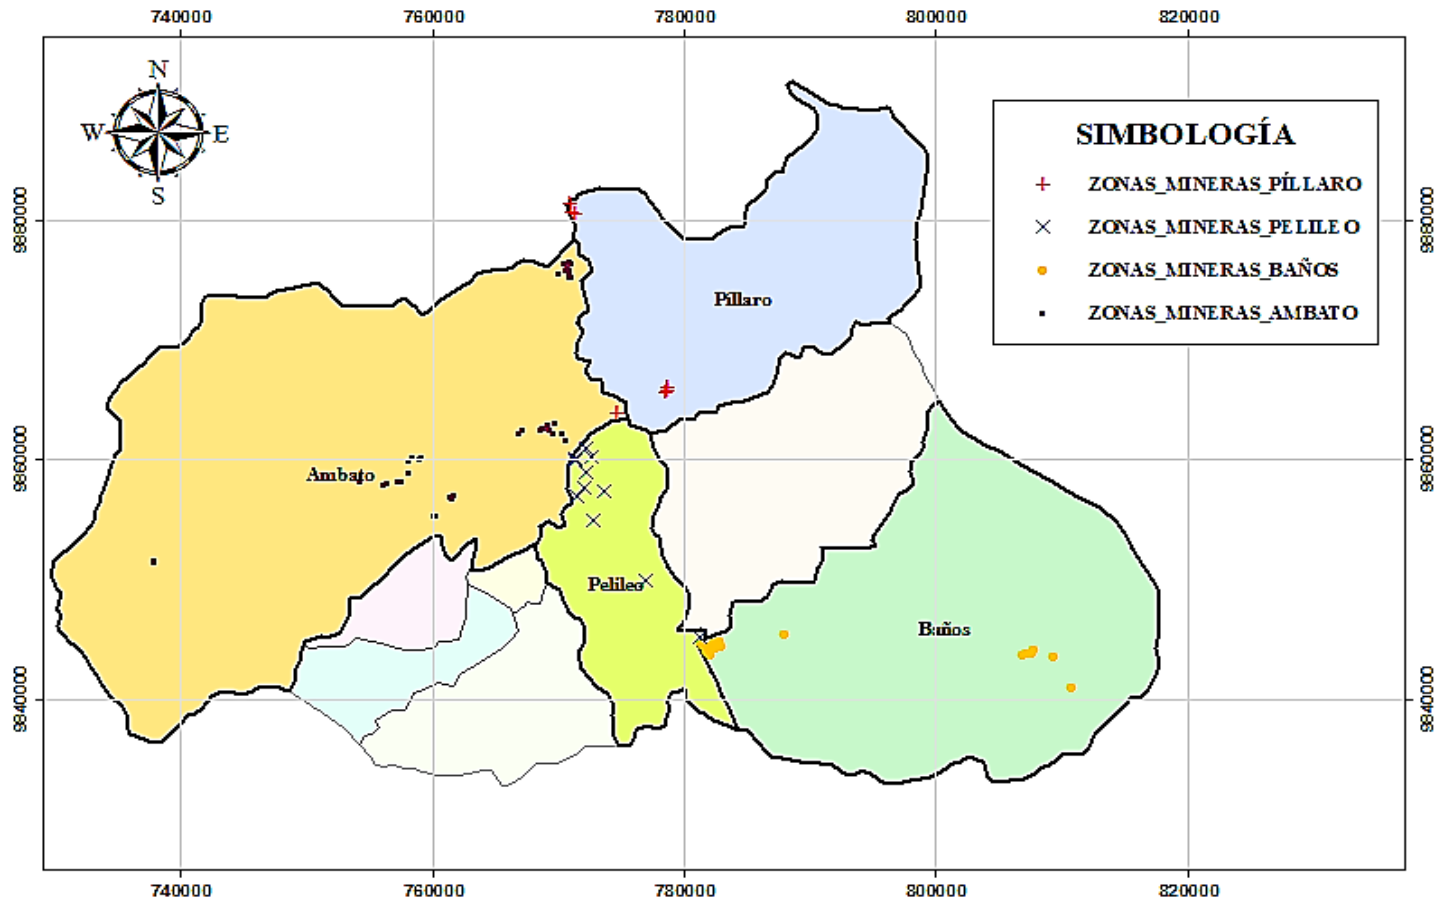 740000 760000 780000 800000 820000
N
W E
S
SIMBOLOGÍA
ZONAS_MINERAS_PÍLLARO
ZONAS_MINERAS_PELILEO
ZONAS_MINERAS_BAÑOS
ZONAS_MINERAS_AMBATO
9880000 9880000
Píllaro
9860000 9860000
Ambato
Pelileo
Baños
9840000 9840000
740000 760000 780000 800000 820000